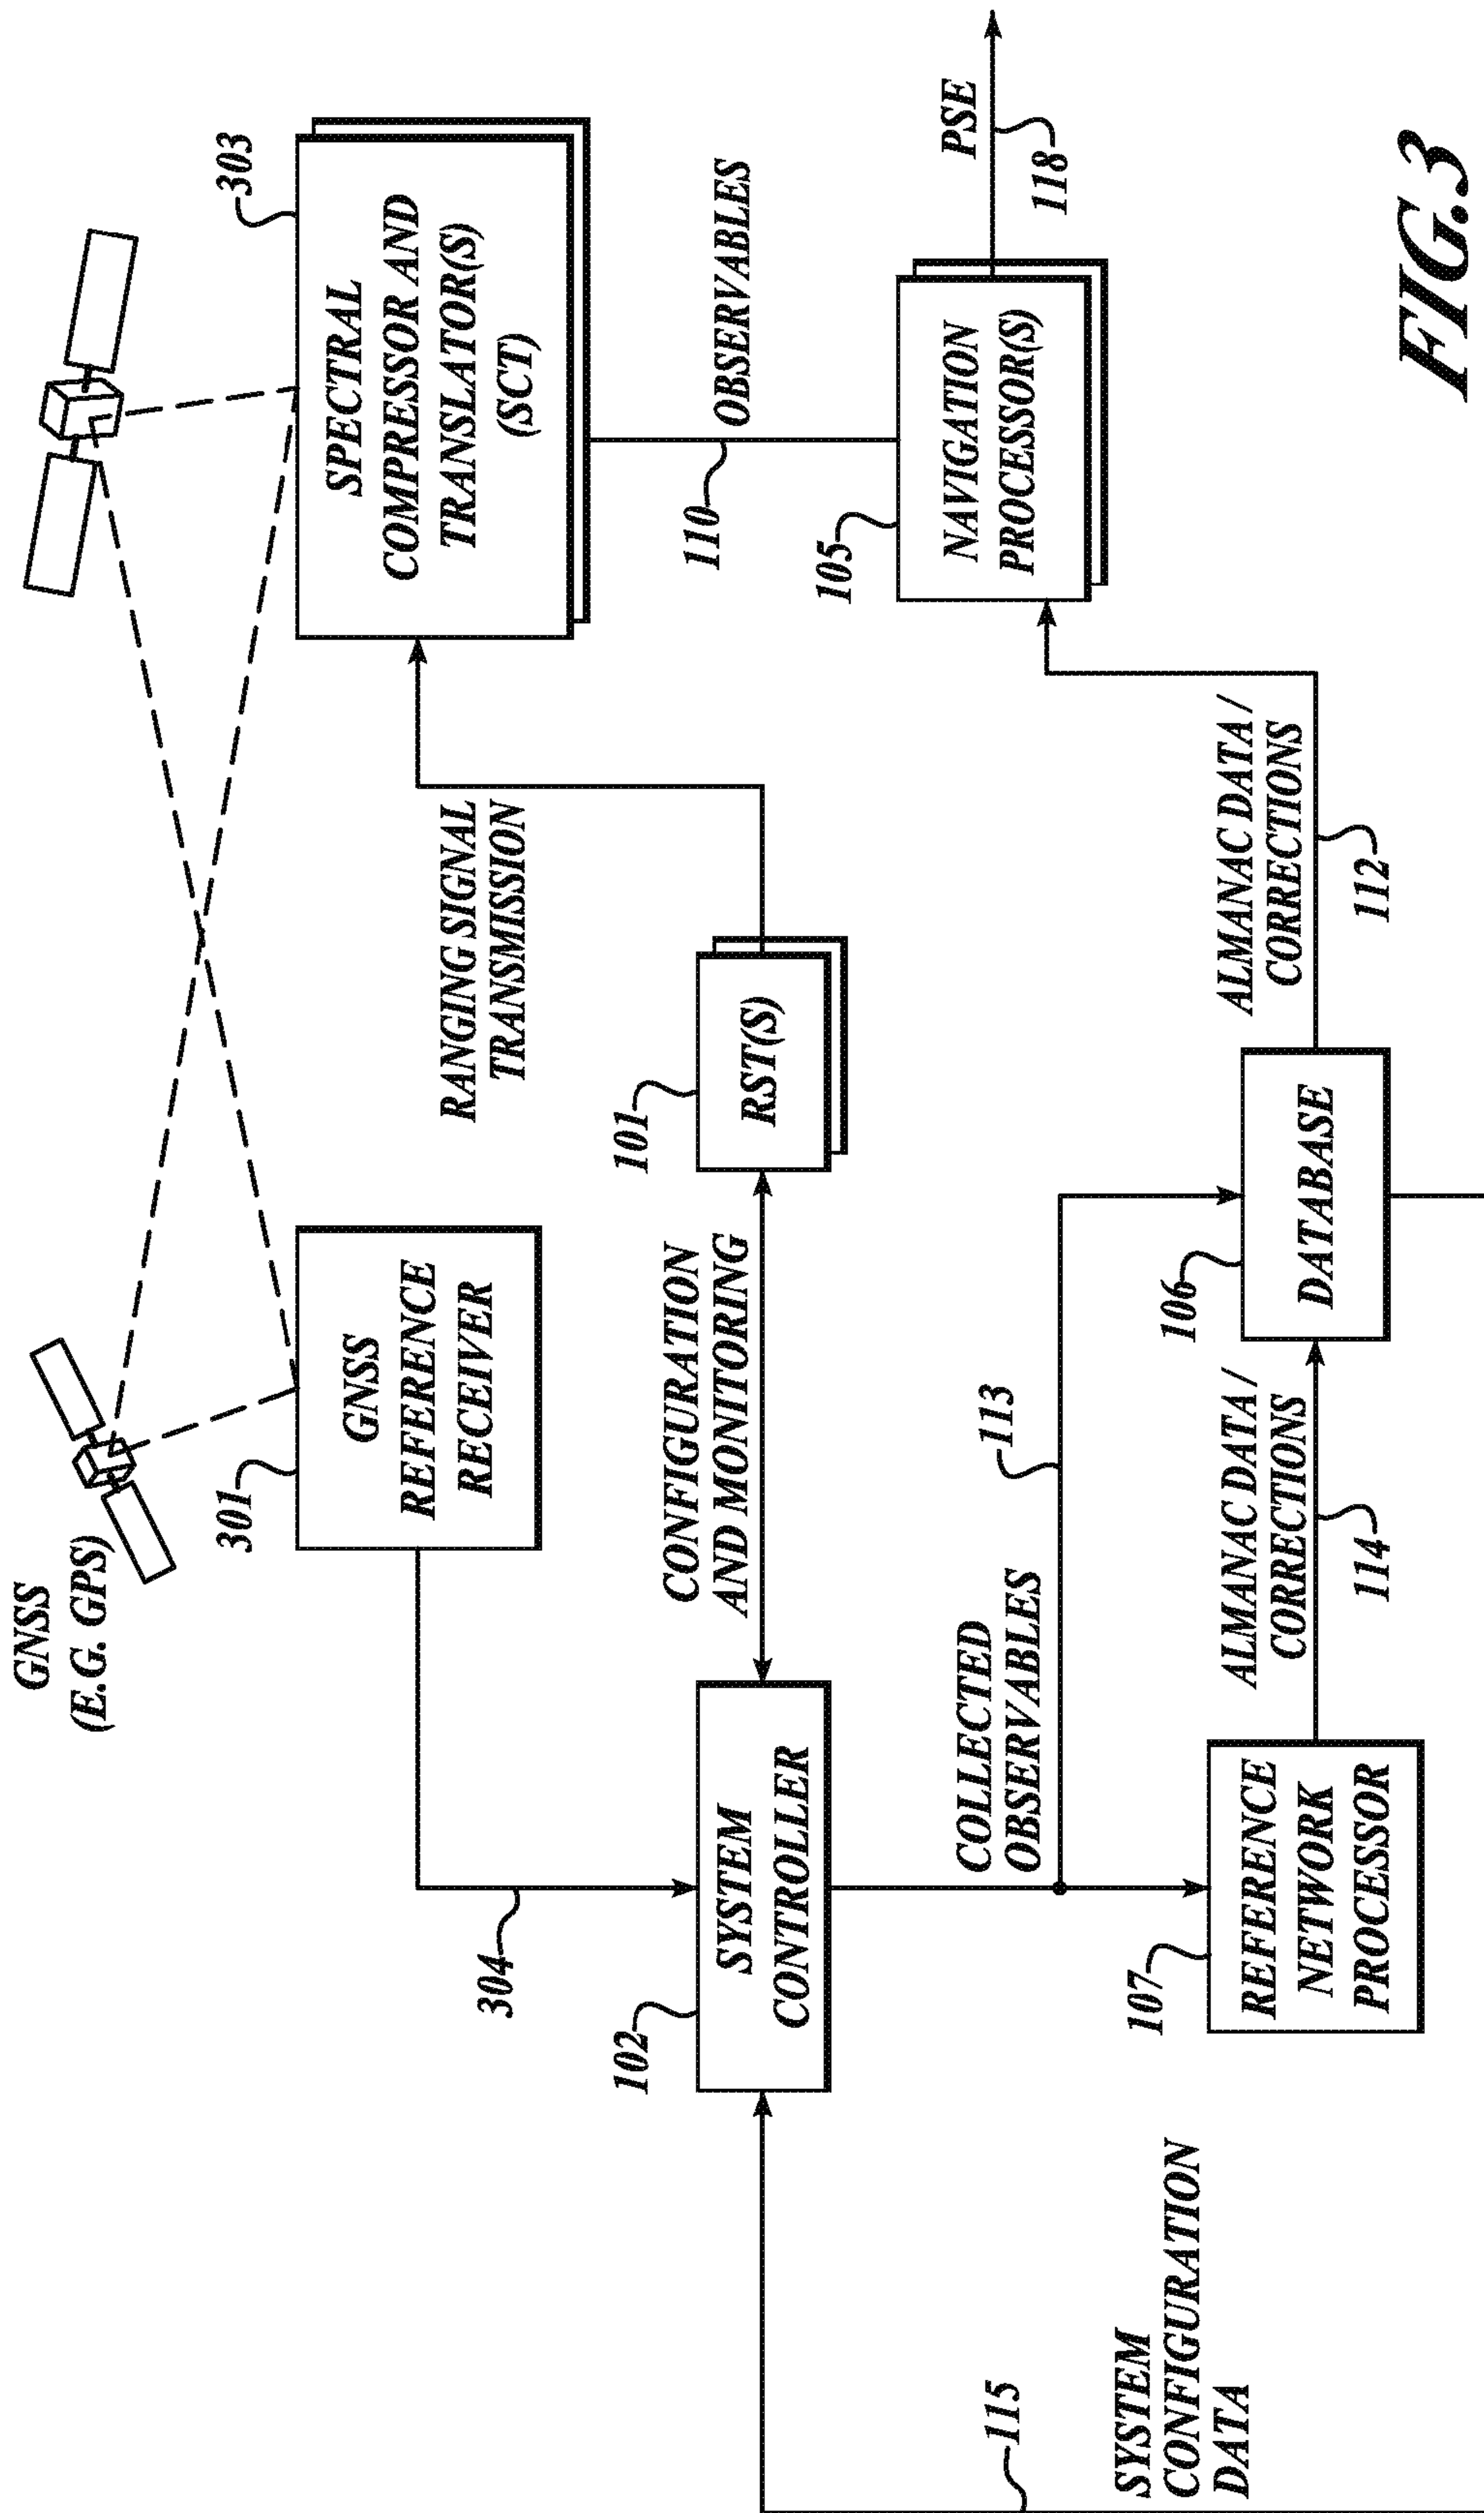 GNSS
(E.G. GPS)
301
GNSS
REFERENCE
RECEIVER
303
SPECTRAL
COMPRESSOR AND
TRANSLATOR(S)
(SCT)
304
RANGING SIGNAL
TRANSMISSION
102
SYSTEM
CONTROLLER
CONFIGURATION
AND MONITORING
101
RST(S)
110
OBSERVABLES
COLLECTED
OBSERVABLES
113
105
NAVIGATION
PROCESSOR(S)
PSE
118
115
SYSTEM
CONFIGURATION
DATA
107
REFERENCE
NETWORK
PROCESSOR
ALMANAC DATA /
CORRECTIONS
114
106
DATABASE
ALMANAC DATA /
CORRECTIONS
112
FIG.3